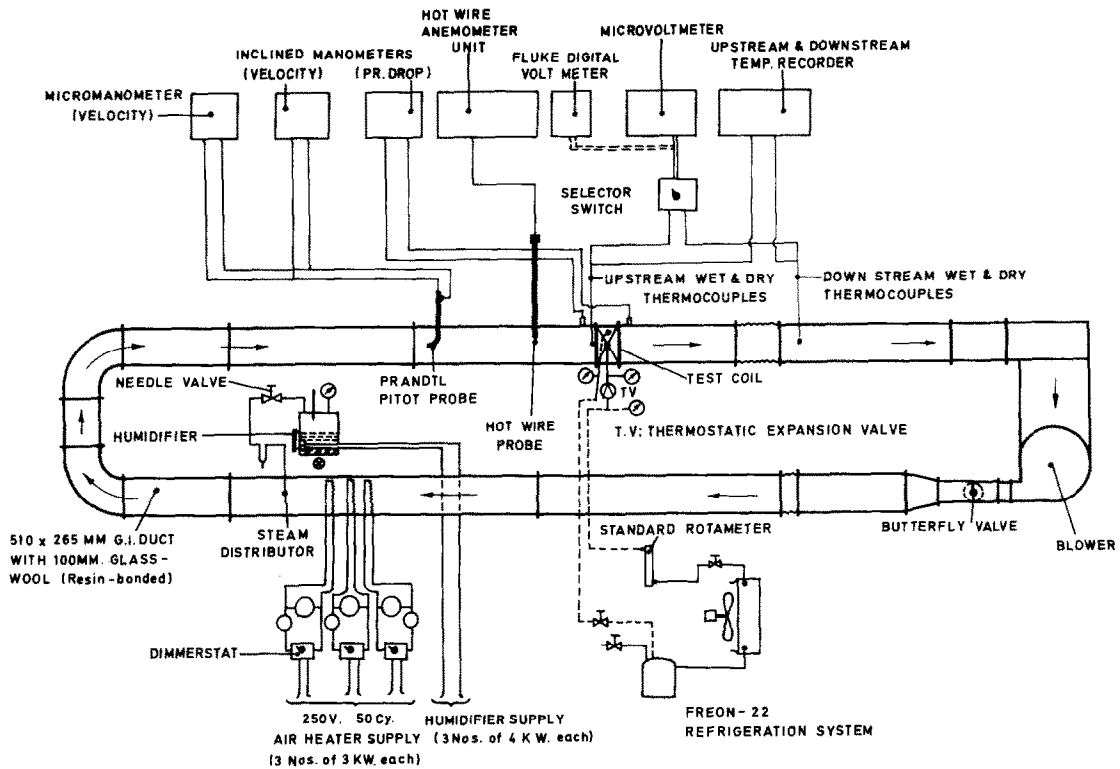 HOT WIRE
ANEMOMETER
UNIT
MICROVOLTMETER
UPSTREAM & DOWNSTREAM
TEMP. RECORDER
INCLINED MANOMETERS
(VELOCITY) (PR. DROP)
FLUKE DIGITAL
VOLT METER
MICROMANOMETER
(VELOCITY)
SELECTOR
SWITCH
UPSTREAM WET & DRY
THERMOCOUPLES
DOWN STREAM WET & DRY
THERMOCOUPLES
NEEDLE VALVE
PRANDTL
PITOT PROBE
TEST COIL
TV
HUMIDIFIER
HOT WIRE
PROBE
T.V: THERMOSTATIC EXPANSION VALVE
510 x 265 MM G.I. DUCT
WITH 100MM. GLASS-
WOOL (Resin-bonded)
STEAM
DISTRIBUTOR
STANDARD ROTAMETER
BUTTERFLY VALVE
BLOWER
DIMMERSTAT
250V. 50Cy.
AIR HEATER SUPPLY
(3 Nos. of 3 KW. each)
HUMIDIFIER SUPPLY
(3 Nos. of 4 K W. each)
FREON-22
REFRIGERATION SYSTEM